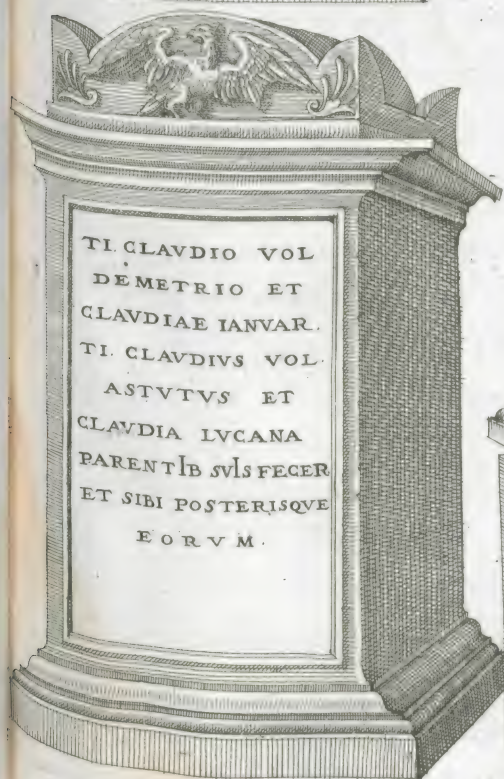 TI. CLAVDIO VOL
DEMETRIO ET
CLAVDIAE IANVAR.
TI. CLAVDIVS VOL.
ASTVTVS ET
CLAVDIA LVCANA
PARENTIB SVIS FECER
ET SIBI POSTERISQVE
EORVM.